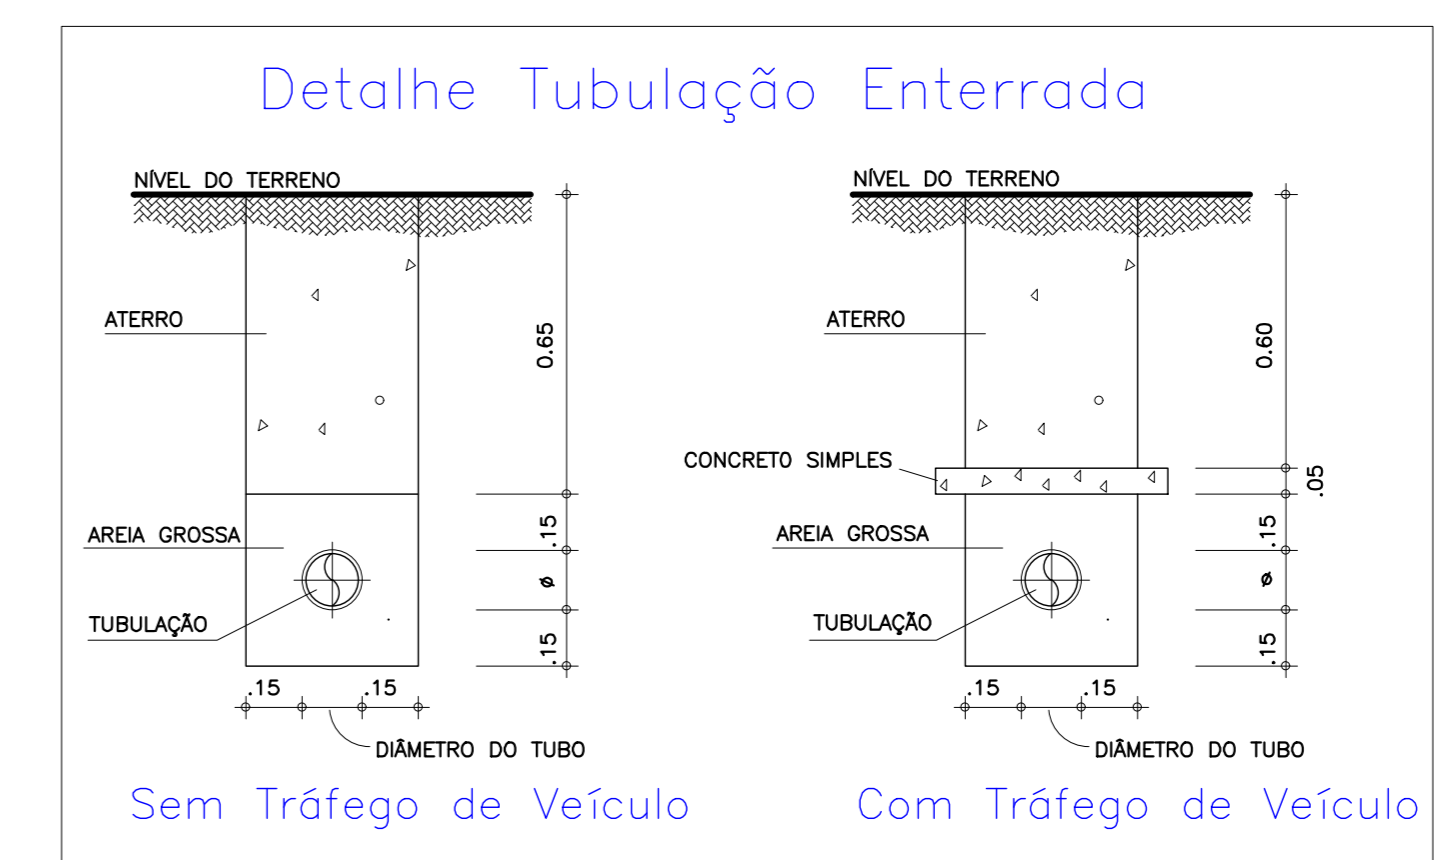 Detalhe Tubulação Enterrada
NÍVEL DO TERRENO
ATERRO
0.65
AREIA GROSSA
.15
ø
TUBULAÇÃO
.15
.15
.15
DIÂMETRO DO TUBO
Sem Tráfego de Veículo
NÍVEL DO TERRENO
ATERRO
0.60
CONCRETO SIMPLES
.05
AREIA GROSSA
.15
ø
TUBULAÇÃO
.15
.15
.15
DIÂMETRO DO TUBO
Com Tráfego de Veículo